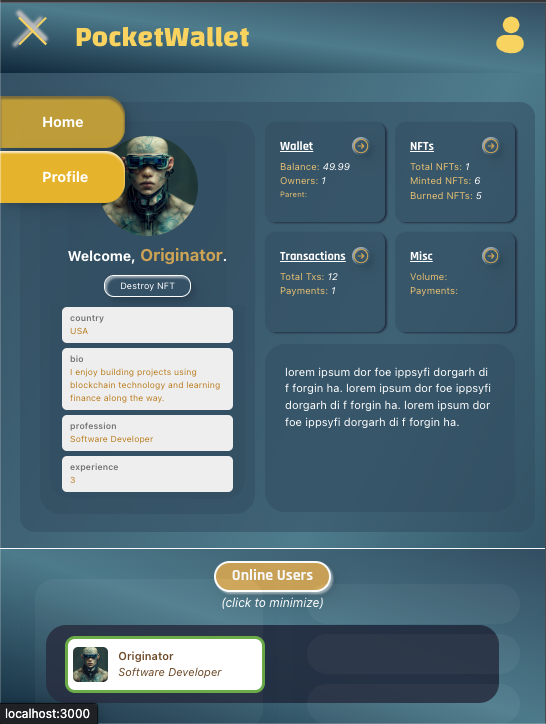 PocketWallet
Home
Profile
Welcome, Originator.
Destroy NFT
country
USA
bio
I enjoy building projects using
blockchain technology and learning
finance along the way.
profession
Software Developer
experience
3
Wallet
Balance: 49.99
Owners: 1
Parent:
NFTs
Total NFTs: 1
Minted NFTs: 6
Burned NFTs: 5
Transactions
Total Txs: 12
Payments: 1
Misc
Volume:
Payments:
lorem ipsum dor foe ippsyfi dorgarh di
f forgin ha. lorem ipsum dor foe ippsyfi
dorgarh di f forgin ha. lorem ipsum dor
foe ippsyfi dorgarh di f forgin ha.
Online Users
(click to minimize)
Originator
Software Developer
localhost:3000